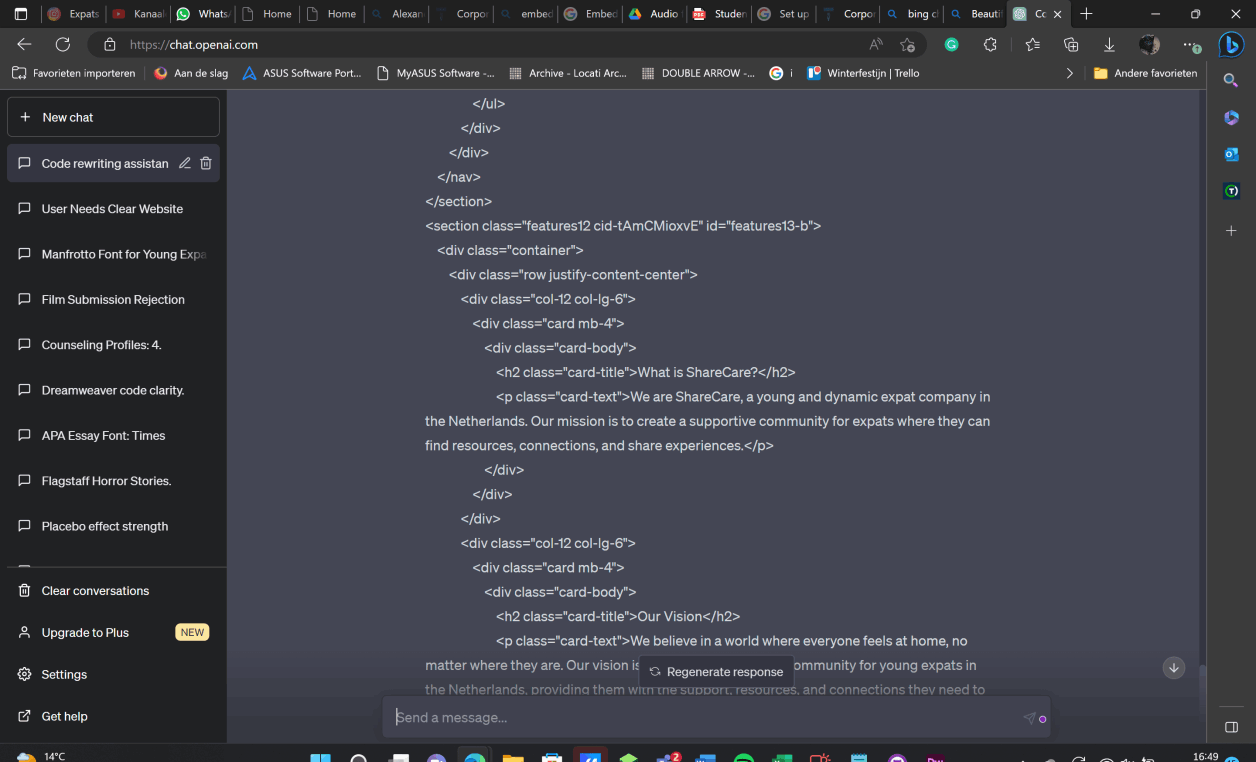 Expats
Kanaal
Whats
Home
Home
Alexan
Corpor
embed
Embed
Audio
Studen
Set up
Corpor
bing ch
Beauti
Co
https://chat.openai.com
Favorieten importeren
Aan de slag
ASUS Software Port...
MyASUS Software -...
Archive - Locati Arc...
DOUBLE ARROW -...
i
Winterfestijn | Trello
Andere favorieten
New chat
Code rewriting assistan
User Needs Clear Website
Manfrotto Font for Young Expa
Film Submission Rejection
Counseling Profiles: 4.
Dreamweaver code clarity.
APA Essay Font: Times
Flagstaff Horror Stories.
Placebo effect strength
Clear conversations
Upgrade to Plus NEW
Settings
Get help
</ul>
</div>
</div>
</nav>
</section>
<section class="features12 cid-tAmCMioxvE" id="features13-b">
<div class="container">
<div class="row justify-content-center">
<div class="col-12 col-lg-6">
<div class="card mb-4">
<div class="card-body">
<h2 class="card-title">What is ShareCare?</h2>
<p class="card-text">We are ShareCare, a young and dynamic expat company in
the Netherlands. Our mission is to create a supportive community for expats where they can
find resources, connections, and share experiences.</p>
</div>
</div>
</div>
<div class="col-12 col-lg-6">
<div class="card mb-4">
<div class="card-body">
<h2 class="card-title">Our Vision</h2>
<p class="card-text">We believe in a world where everyone feels at home, no
matter where they are. Our vision is ommunity for young expats in
the Netherlands, providing them with the support, resources, and connections they need to
Regenerate response
Send a message...
14°C
2
16:49